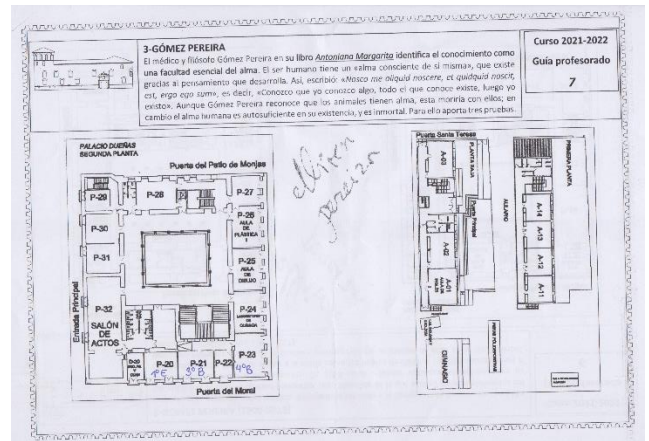 3-GÓMEZ PEREIRA
El médico y filósofo Gómez Pereira en su libro Antoniana Margarita identifica el conocimiento como
una facultad esencial del alma. El ser humano tiene un «alma consciente de sí misma», que existe
gracias al pensamiento que desarrolla. Así, escribió: «Nosco me aliquid noscere, et quidquid noscit,
est, ergo ego sum», es decir, «Conozco que yo conozco algo, todo el que conoce existe, luego yo
existo». Aunque Gómez Pereira reconoce que los animales tienen alma, esta moriría con ellos; en
cambio el alma humana es autosuficiente en su existencia, y es inmortal. Para ello aporta tres pruebas.
Curso 2021-2022
Guía profesorado
7
PALACIO DUEÑAS
SEGUNDA PLANTA
Puerta del Patio de Monjas
P-29
P-28
P-27
P-30
P-26
AULA
DE
PLÁSTICA
P-31
P-25
AULA
DE
DIBUJO
Entrada Principal
P-32
SALÓN
DE
ACTOS
P-24
P-20
1ºE
P-21
3ºB
P-22
P-23
4ºB
Puerta del Moral
Puerta Santa Teresa
A-03
PLANTA BAJA
Puerta Principal
A-02
A-01
AULARIO
GIMNASIO
PRIMERA PLANTA
A-14
A-13
A-12
A-11